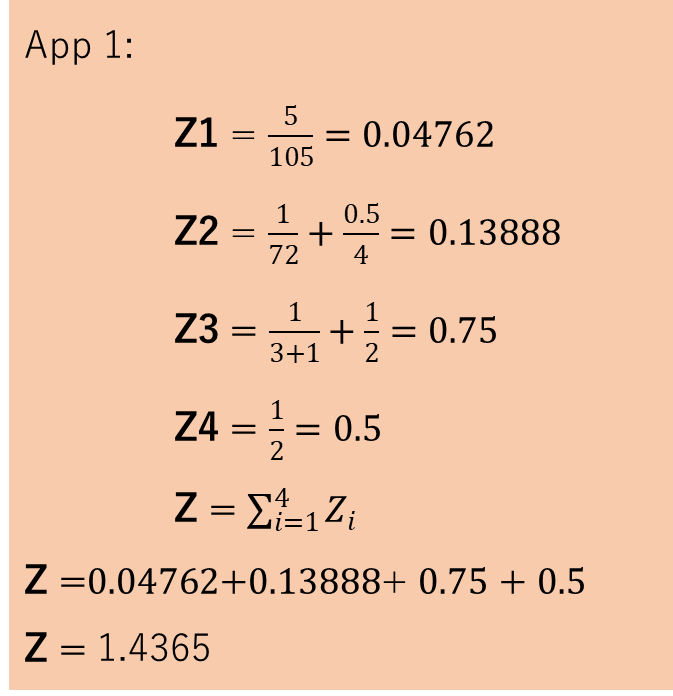 App 1:
Z1 = 5/105 = 0.04762
Z2 = 1/72 + 0.5/4 = 0.13888
Z3 = 1/3+1 + 1/2 = 0.75
Z4 = 1/2 = 0.5
Z = ∑⁴ᵢ₌₁ Zᵢ
Z =0.04762+0.13888+ 0.75 + 0.5
Z = 1.4365